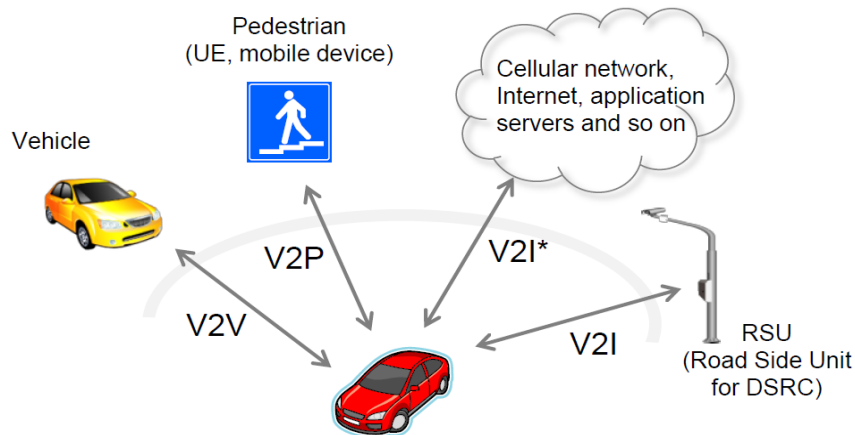 Pedestrian
(UE, mobile device)
Cellular network,
Internet, application
servers and so on
Vehicle
V2P
V2I*
V2V
V2I
RSU
(Road Side Unit
for DSRC)